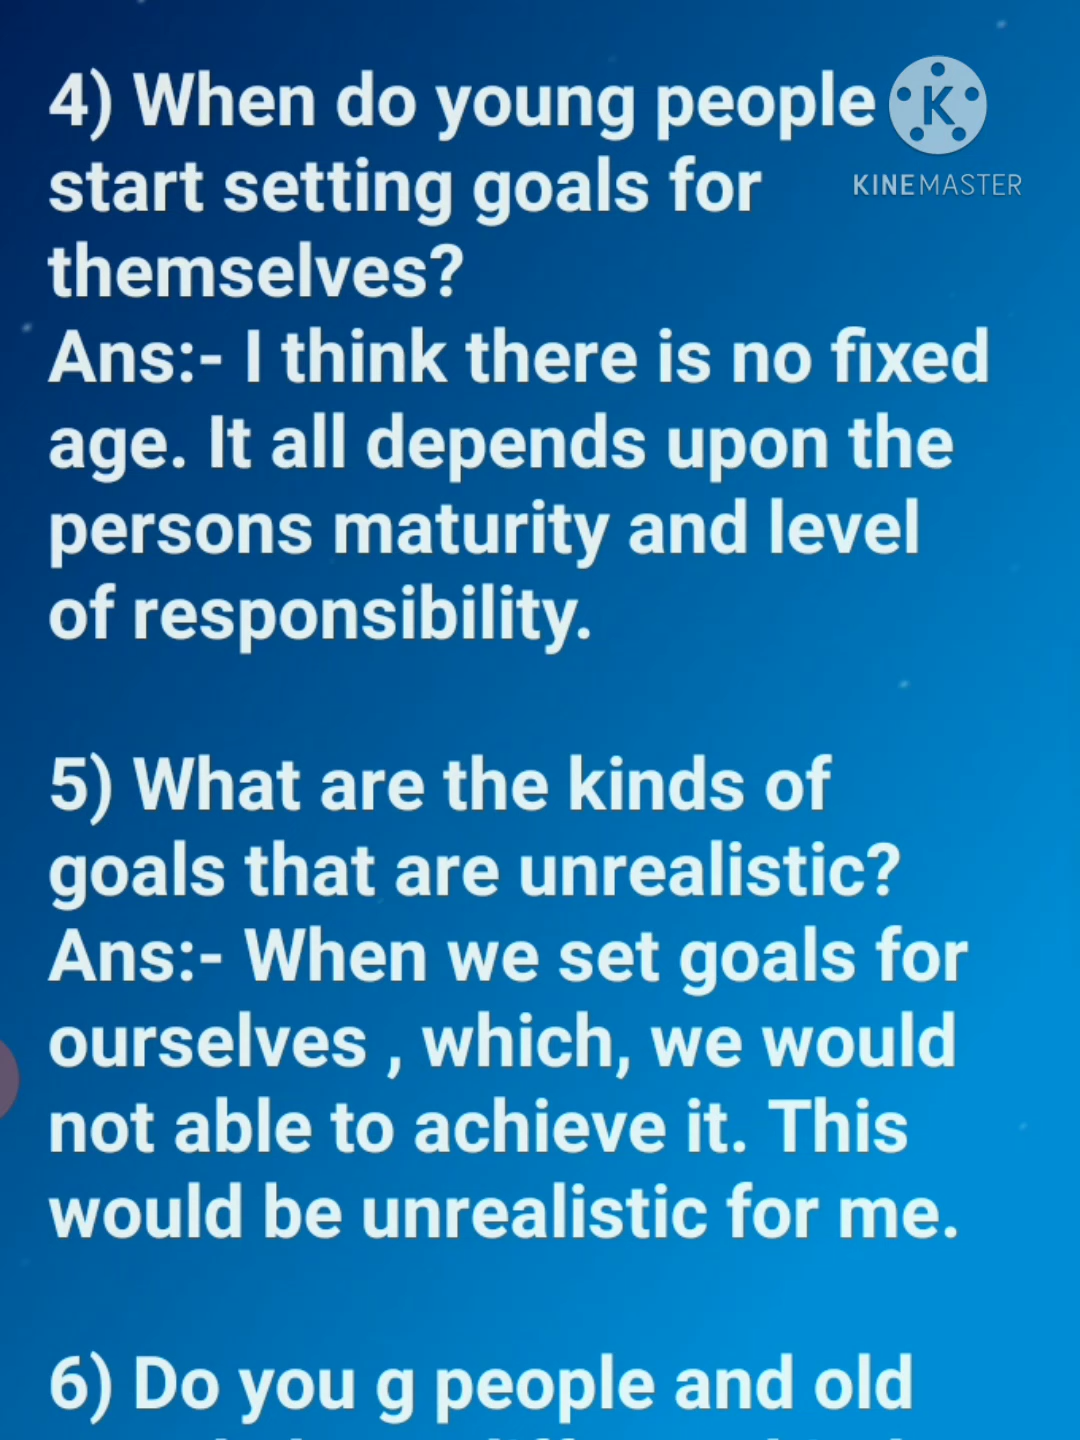 4) When do young people
start setting goals for
themselves?
Ans:- I think there is no fixed
age. It all depends upon the
persons maturity and level
of responsibility.
5) What are the kinds of
goals that are unrealistic?
Ans:- When we set goals for
ourselves , which, we would
not able to achieve it. This
would be unrealistic for me.
6) Do you g people and old
K
KINEMASTER